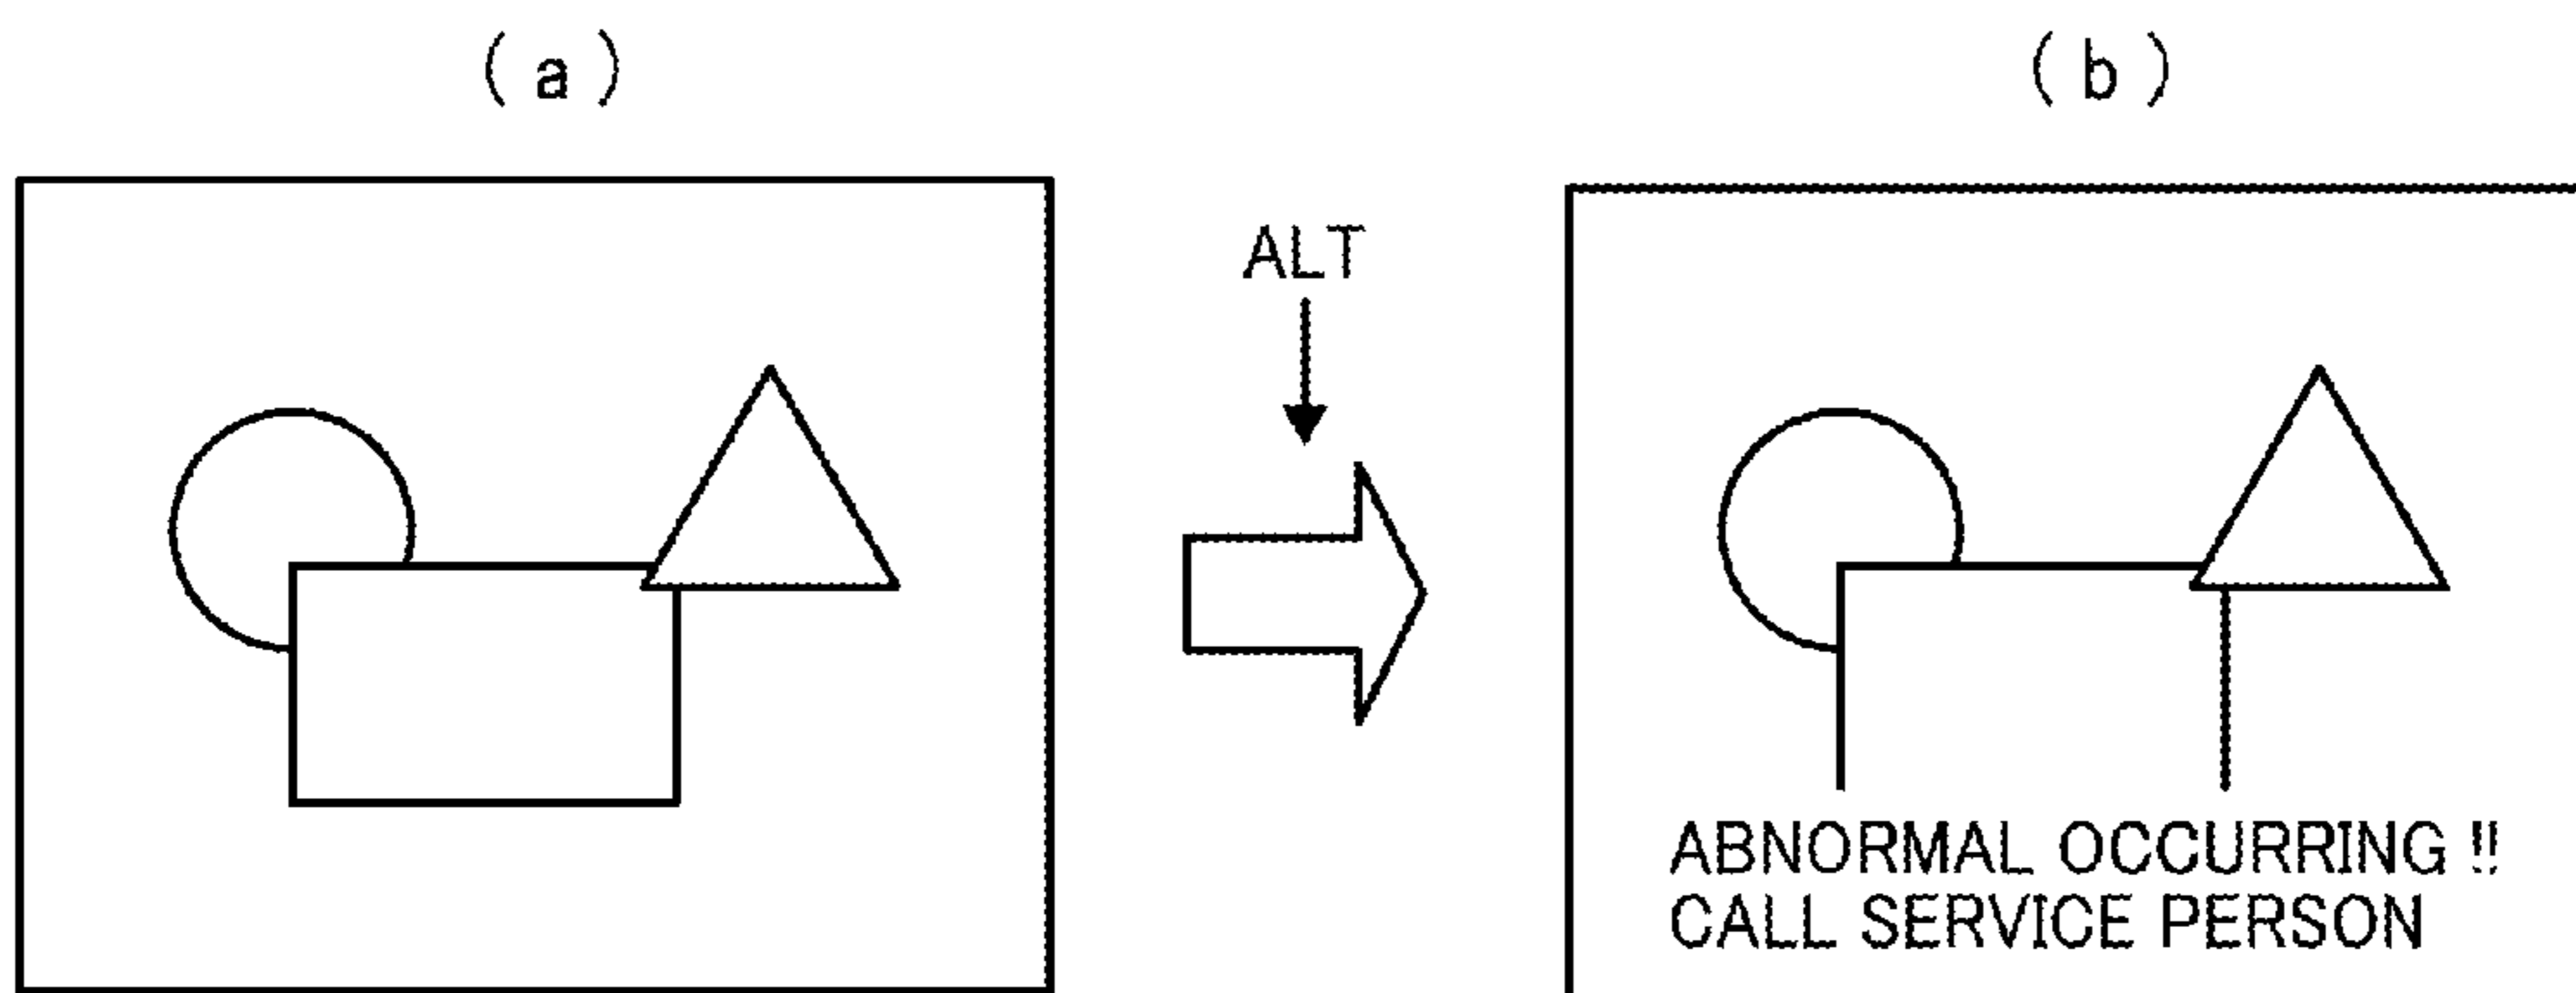 ( a )
( b )
ALT
ABNORMAL OCCURRING !!
CALL SERVICE PERSON